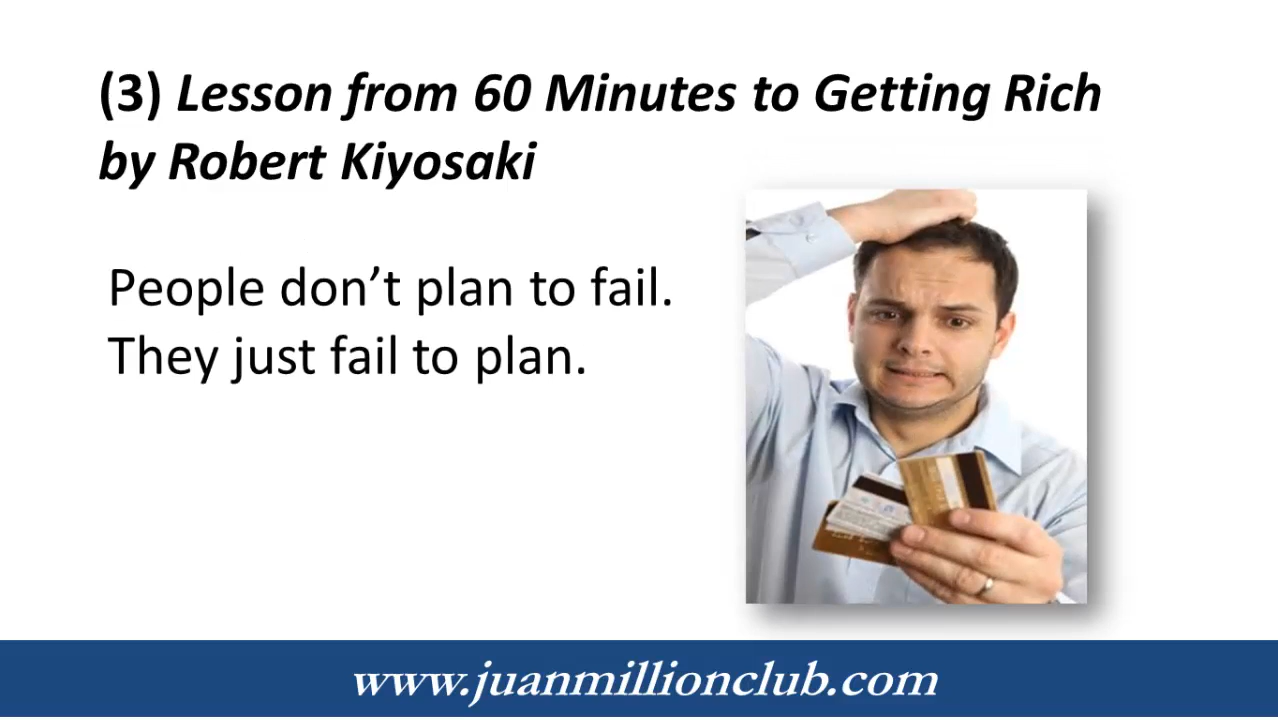 (3) Lesson from 60 Minutes to Getting Rich
by Robert Kiyosaki
People don’t plan to fail.
They just fail to plan.
www.juanmillionclub.com